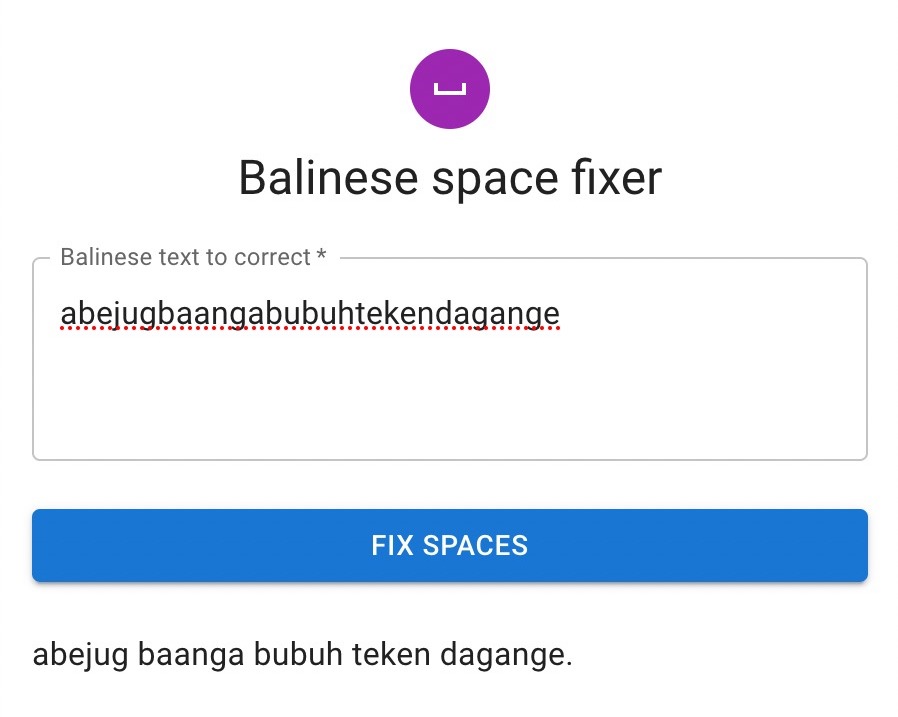 Balinese space fixer
Balinese text to correct *
abejugbaangabubuhtekendagange
FIX SPACES
abejug baanga bubuh teken dagange.